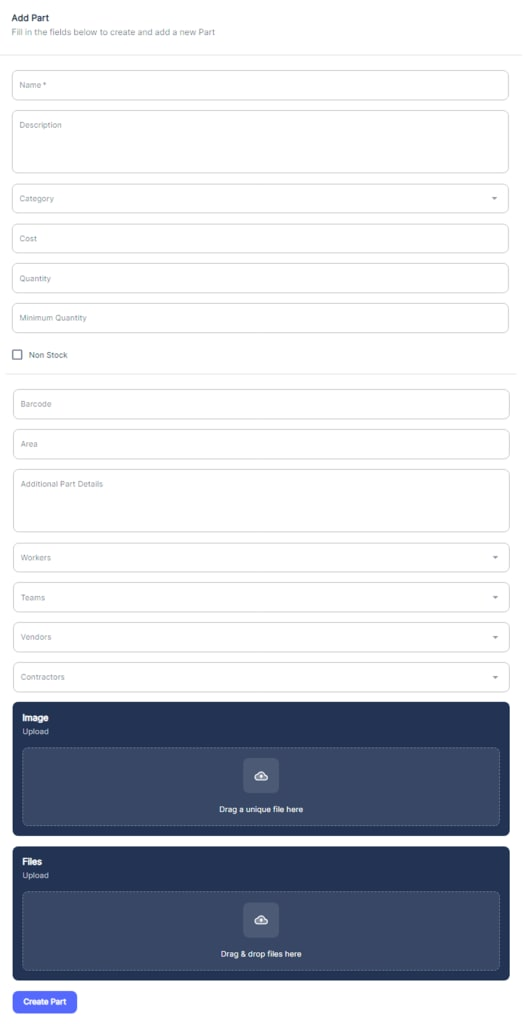 Add Part
Fill in the fields below to create and add a new Part
Name *
Description
Category
Cost
Quantity
Minimum Quantity
Non Stock
Barcode
Area
Additional Part Details
Workers
Teams
Vendors
Contractors
Image
Upload
Drag a unique file here
Files
Upload
Drag & drop files here
Create Part